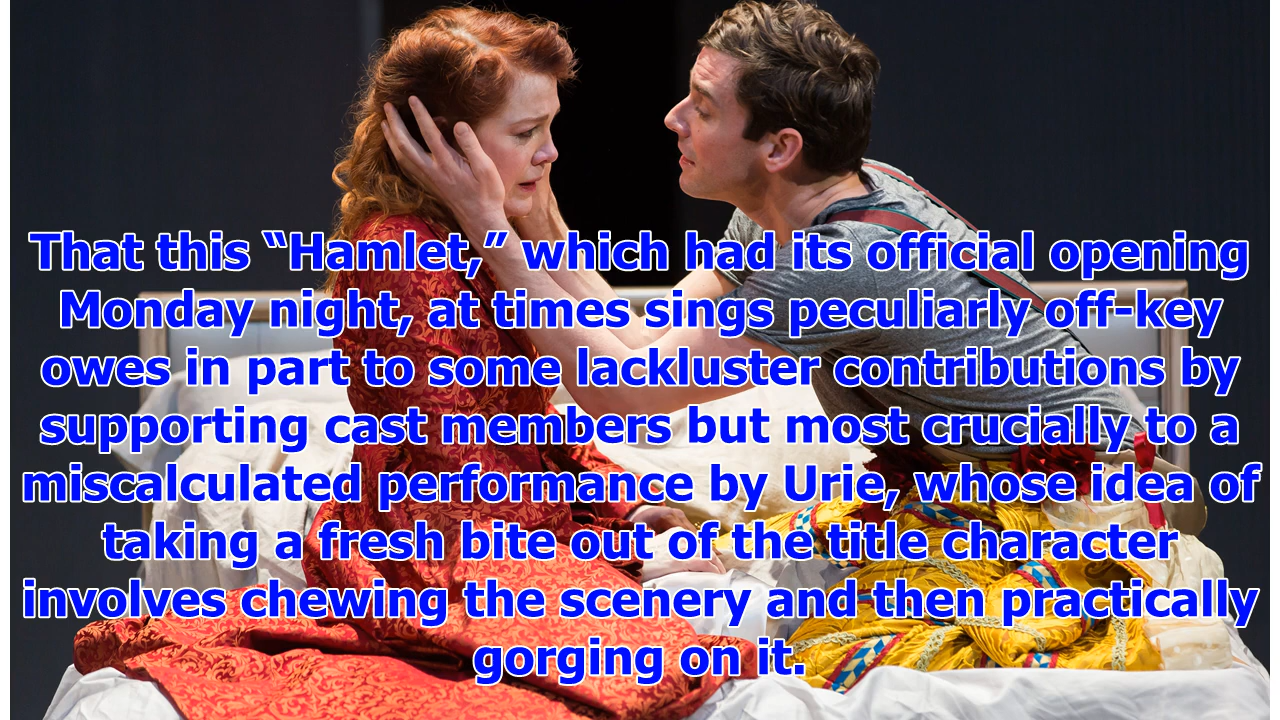 That this “Hamlet,” which had its official opening
Monday night, at times sings peculiarly off-key
owes in part to some lackluster contributions by
supporting cast members but most crucially to a
miscalculated performance by Urie, whose idea of
taking a fresh bite out of the title character
involves chewing the scenery and then practically
gorging on it.